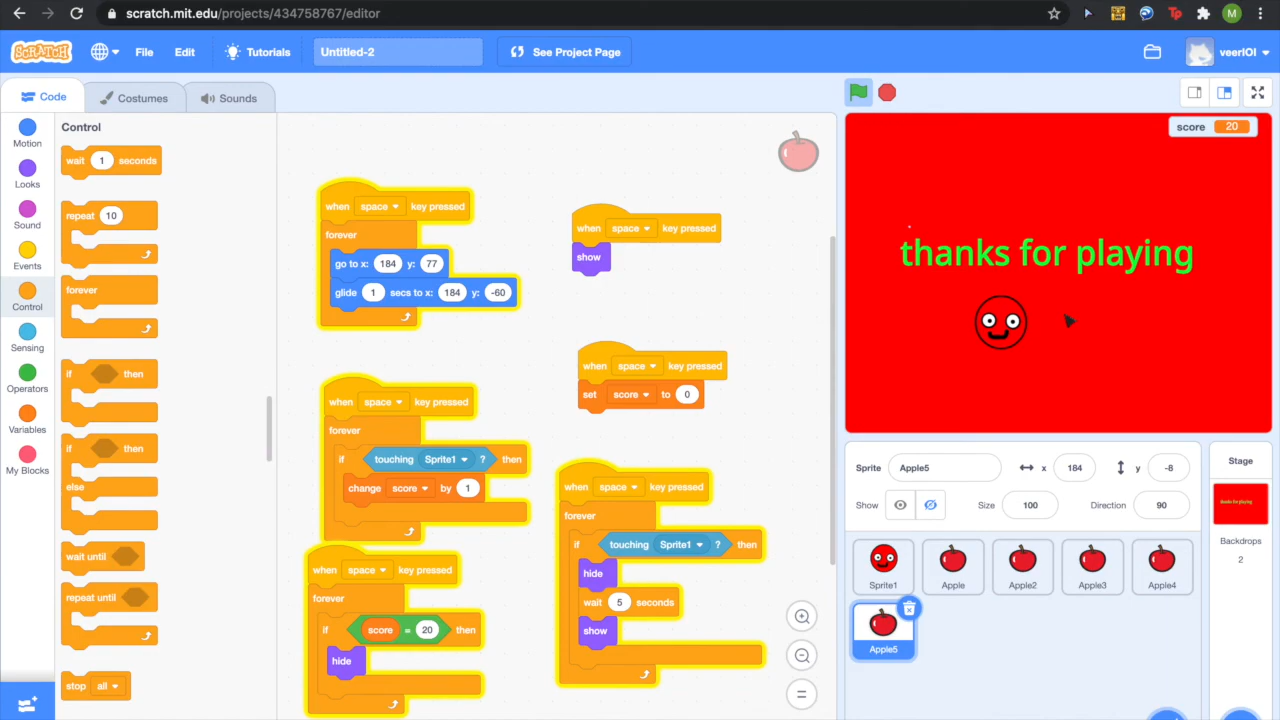 scratch.mit.edu/projects/434758767/editor
M
SCRATCH
File
Edit
Tutorials
Untitled-2
See Project Page
veerIOI
Code
Costumes
Sounds
Motion
Looks
Sound
Events
Control
Sensing
Operators
Variables
My Blocks
Control
wait 1 seconds
repeat 10
forever
if then
if then
else
wait until
repeat until
stop all
when space key pressed
forever
go to x: 184 y: 77
glide 1 secs to x: 184 y: -60
when space key pressed
show
when space key pressed
set score to 0
when space key pressed
forever
if touching Sprite1 ? then
change score by 1
when space key pressed
forever
if score = 20 then
hide
when space key pressed
forever
if touching Sprite1 ? then
hide
wait 5 seconds
show
score 20
thanks for playing
Sprite Apple5 x 184 y -8
Show Size 100 Direction 90
Sprite1
Apple
Apple2
Apple3
Apple4
Apple5
Stage
thanks for playing
Backdrops
2